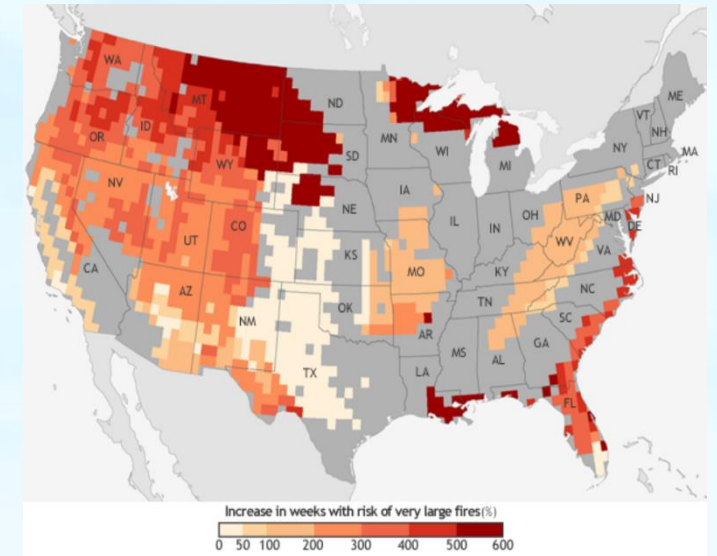 WA
MT
ND
ME
OR
ID
MN
VT
NH
SD
WI
NY
MA
WY
MI
CT
RI
IA
NV
NE
PA
NJ
IL
IN
OH
MD
DE
UT
CO
WV
CA
KS
MO
KY
VA
AZ
NC
TN
NM
OK
AR
SC
TX
MS
AL
GA
LA
FL
Increase in weeks with risk of very large fires(%)
0 50 100 200 300 400 500 600